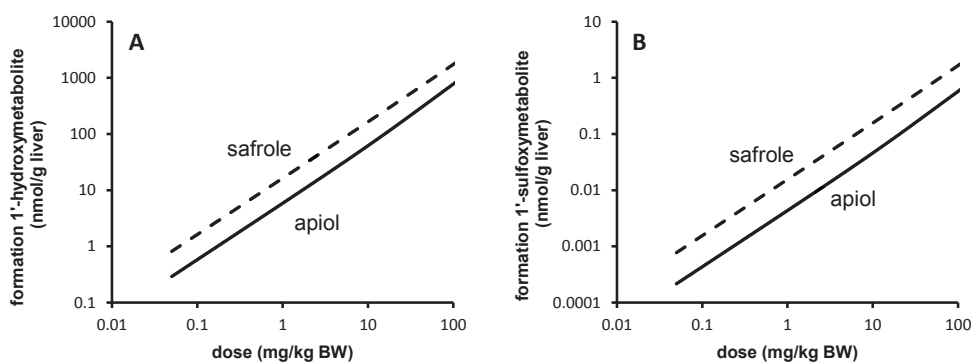 A
formation 1'-hydroxymetabolite
(nmol/g liver)
10000
1000
100
10
1
0.1
safrole
apiol
0.01
0.1
1
10
100
dose (mg/kg BW)
B
formation 1'-sulfoxymetabolite
(nmol/g liver)
10
1
0.1
0.01
0.001
0.0001
safrole
apiol
0.01
0.1
1
10
100
dose (mg/kg BW)